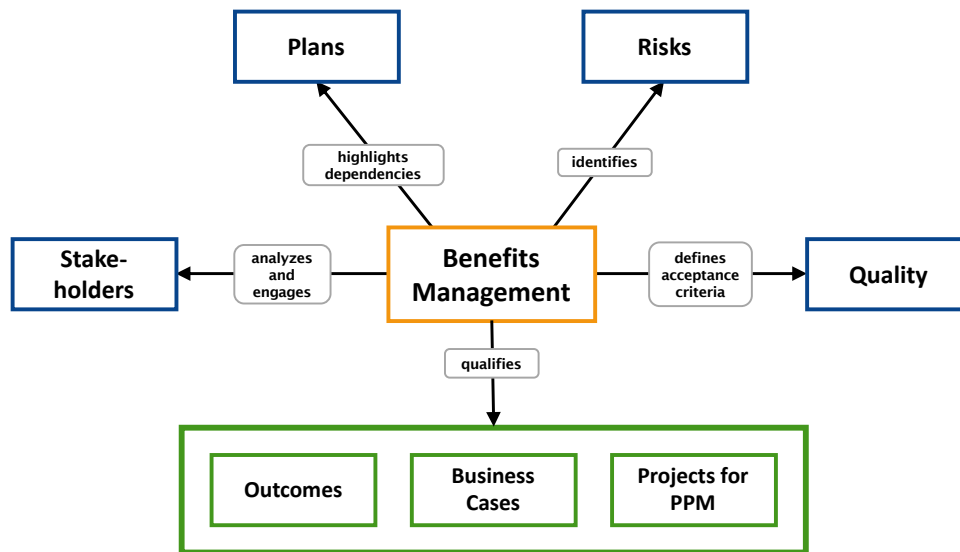 Plans
Risks
highlights
dependencies
identifies
Stake-
holders
analyzes
and
engages
Benefits
Management
defines
acceptance
criteria
Quality
qualifies
Outcomes
Business
Cases
Projects for
PPM